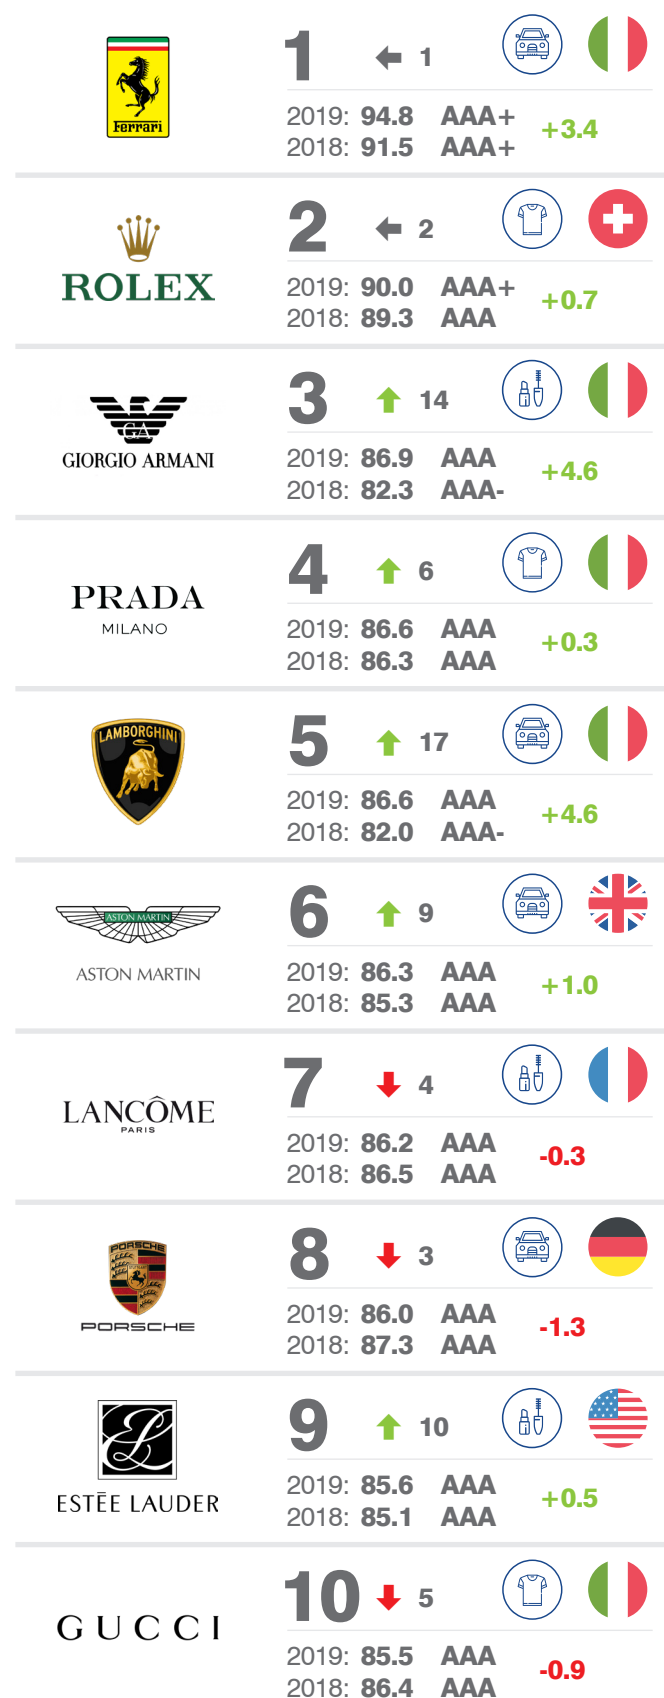 Ferrari
1 1
2019: 94.8 AAA+
2018: 91.5 AAA+
+3.4
ROLEX
2 2
2019: 90.0 AAA+
2018: 89.3 AAA
+0.7
GA
GIORGIO ARMANI
3 14
2019: 86.9 AAA
2018: 82.3 AAA-
+4.6
PRADA
MILANO
4 6
2019: 86.6 AAA
2018: 86.3 AAA
+0.3
LAMBORGHINI
5 17
2019: 86.6 AAA
2018: 82.0 AAA-
+4.6
ASTON MARTIN
ASTON MARTIN
6 9
2019: 86.3 AAA
2018: 85.3 AAA
+1.0
LANCÔME
PARIS
7 4
2019: 86.2 AAA
2018: 86.5 AAA
-0.3
PORSCHE
PORSCHE
8 3
2019: 86.0 AAA
2018: 87.3 AAA
-1.3
EL
ESTĒE LAUDER
9 10
2019: 85.6 AAA
2018: 85.1 AAA
+0.5
GUCCI
10 5
2019: 85.5 AAA
2018: 86.4 AAA
-0.9